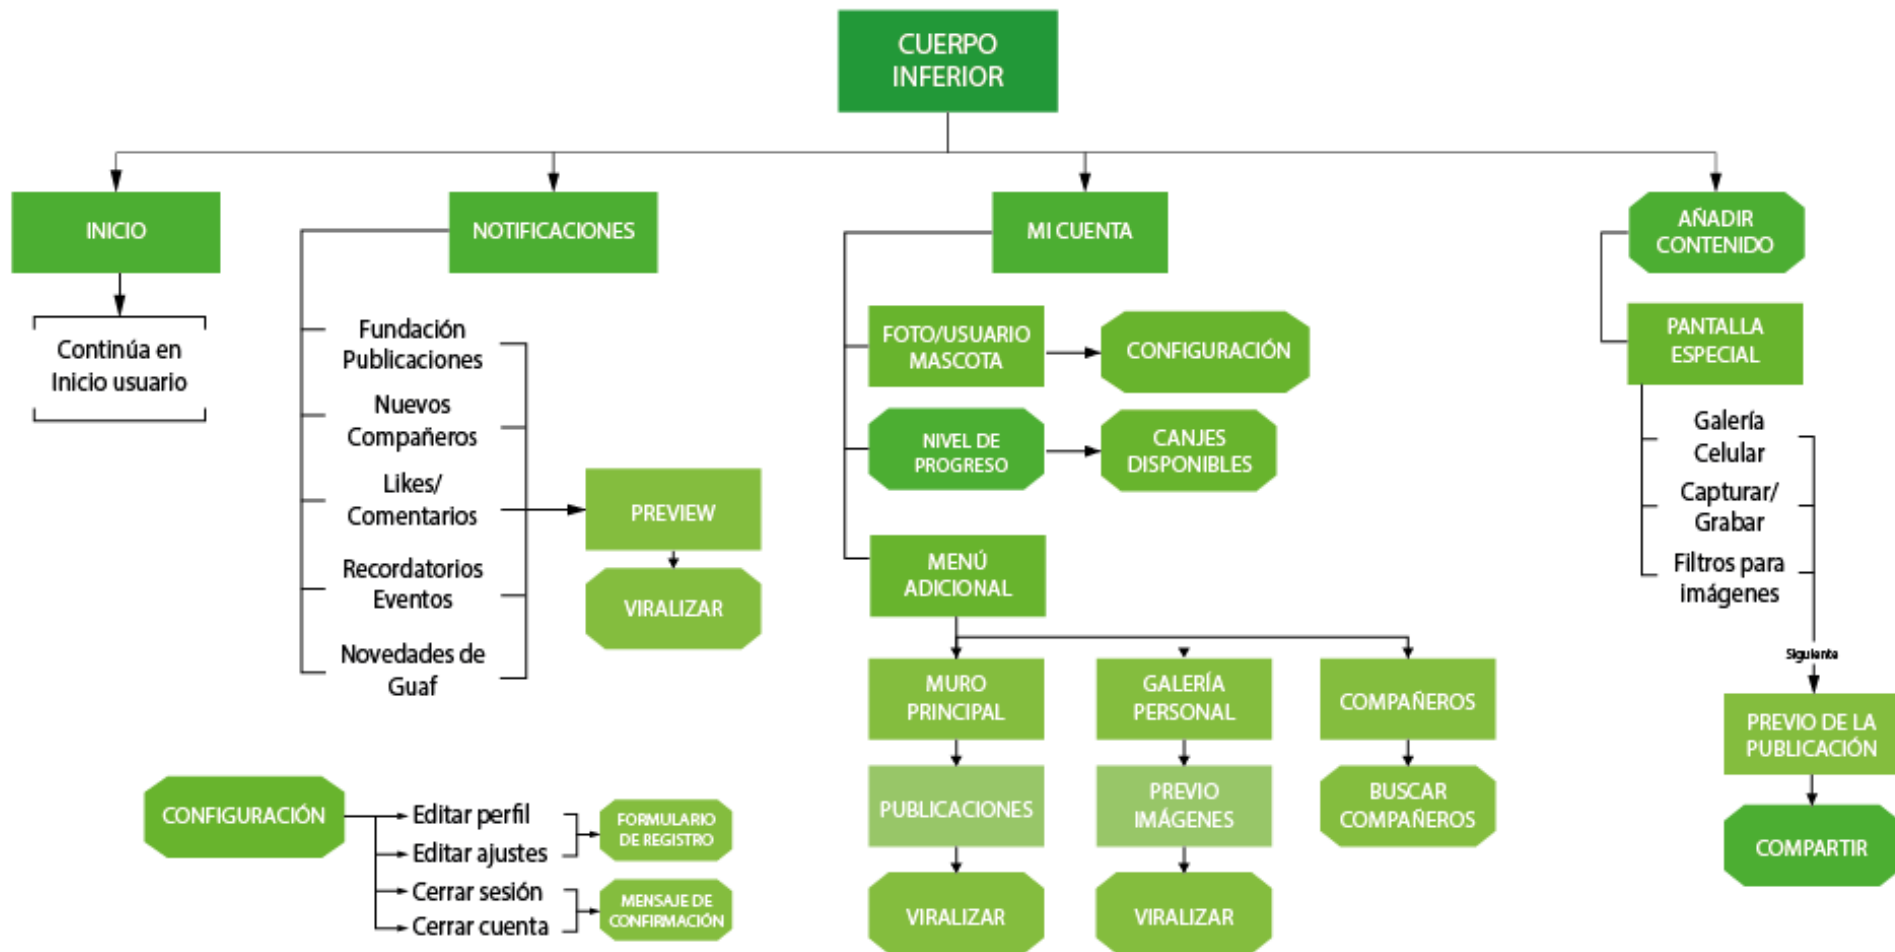 CUERPO
INFERIOR
INICIO
Continúa en
Inicio usuario
NOTIFICACIONES
Fundación
Publicaciones
Nuevos
Compañeros
Likes/
Comentarios
Recordatorios
Eventos
Novedades de
Guaf
PREVIEW
VIRALIZAR
MI CUENTA
FOTO/USUARIO
MASCOTA
CONFIGURACIÓN
NIVEL DE
PROGRESO
CANJES
DISPONIBLES
MENÚ
ADICIONAL
MURO
PRINCIPAL
PUBLICACIONES
VIRALIZAR
GALERÍA
PERSONAL
PREVIO
IMÁGENES
VIRALIZAR
COMPAÑEROS
BUSCAR
COMPAÑEROS
AÑADIR
CONTENIDO
PANTALLA
ESPECIAL
Galería
Celular
Capturar/
Grabar
Filtros para
imágenes
Siguiente
PREVIO DE LA
PUBLICACIÓN
COMPARTIR
CONFIGURACIÓN
Editar perfil
Editar ajustes
FORMULARIO
DE REGISTRO
Cerrar sesión
Cerrar cuenta
MENSAJE DE
CONFIRMACIÓN